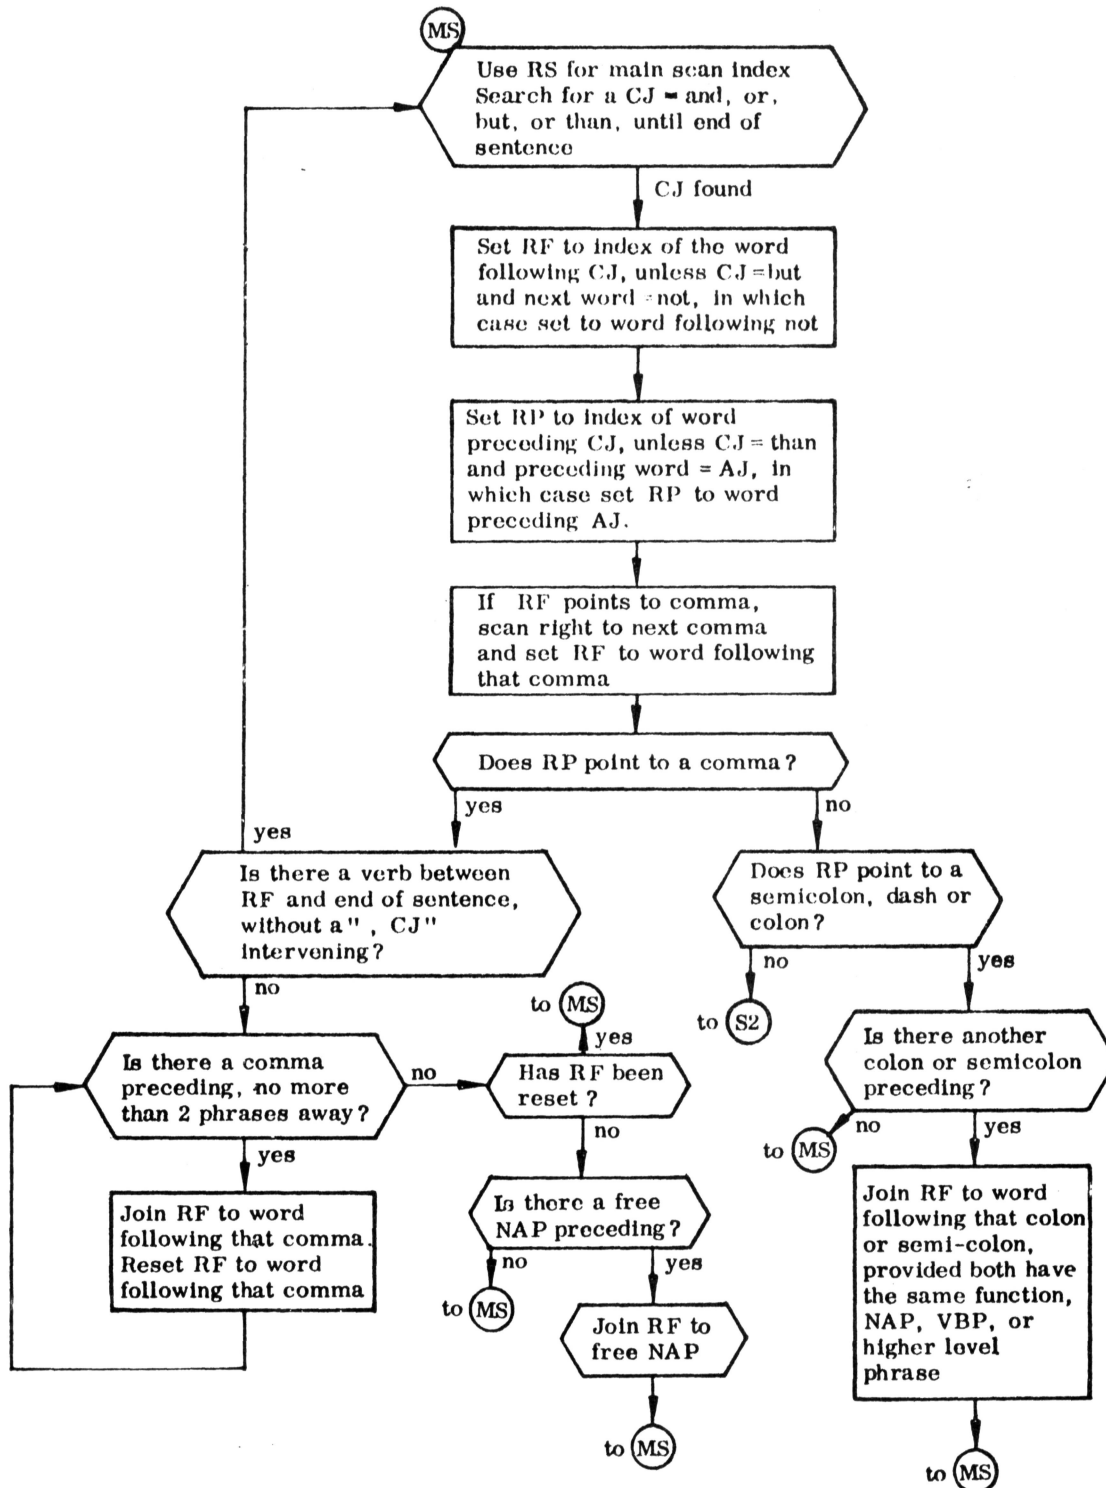 MS
Use RS for main scan index
Search for a CJ = and, or,
but, or than, until end of
sentence
CJ found
Set RF to index of the word
following CJ, unless CJ=but
and next word = not, in which
case set to word following not
Set RP to index of word
preceding CJ, unless CJ = than
and preceding word = AJ, in
which case set RP to word
preceding AJ.
If RF points to comma,
scan right to next comma
and set RF to word following
that comma
Does RP point to a comma?
yes
no
yes
Is there a verb between
RF and end of sentence,
without a " , CJ"
intervening?
no
Does RP point to a
semicolon, dash or
colon?
no
yes
to S2
Is there a comma
preceding, no more
than 2 phrases away?
no
yes
Join RF to word
following that comma.
Reset RF to word
following that comma
to MS
yes
Has RF been
reset?
no
Is there a free
NAP preceding?
no
yes
to MS
Join RF to
free NAP
to MS
Is there another
colon or semicolon
preceding?
no
yes
to MS
Join RF to word
following that colon
or semi-colon,
provided both have
the same function,
NAP, VBP, or
higher level
phrase
to MS